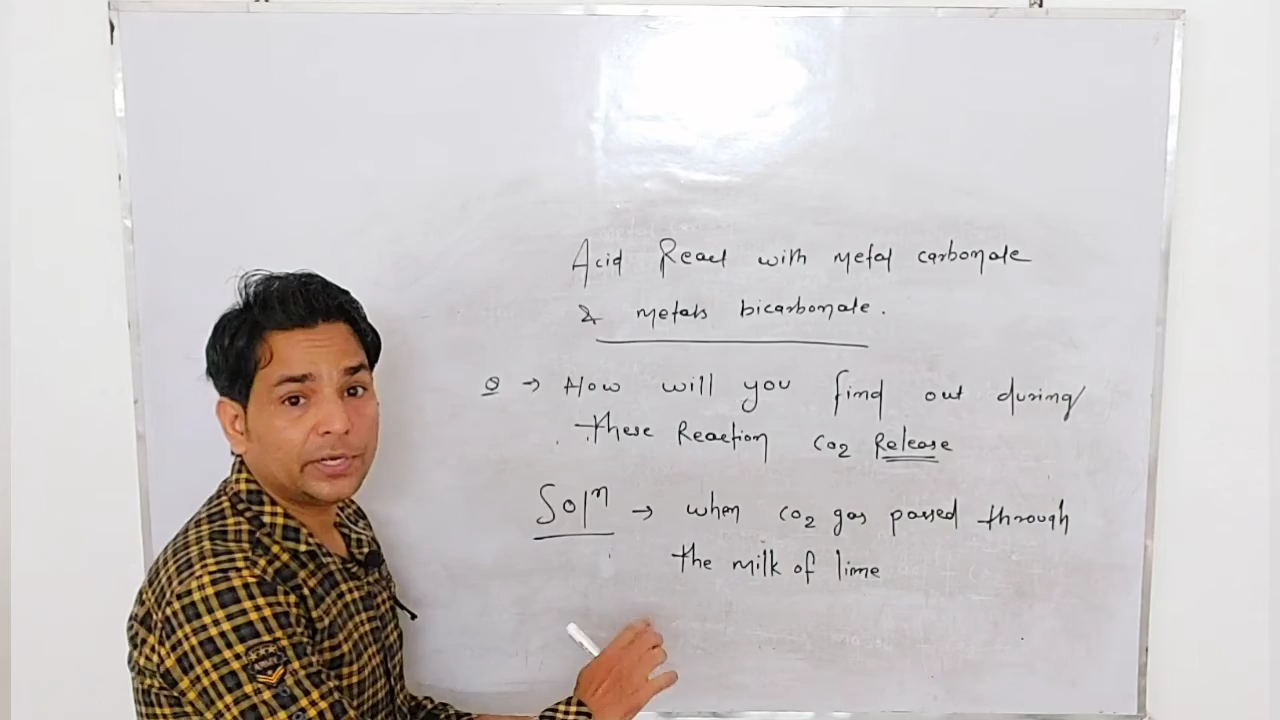 Acid React with metal carbonate
& metals bicarbonate.
Q → How will you find out during
these Reaction CO2 Release
Solⁿ → when CO2 gas passed through
the milk of lime
ARMY